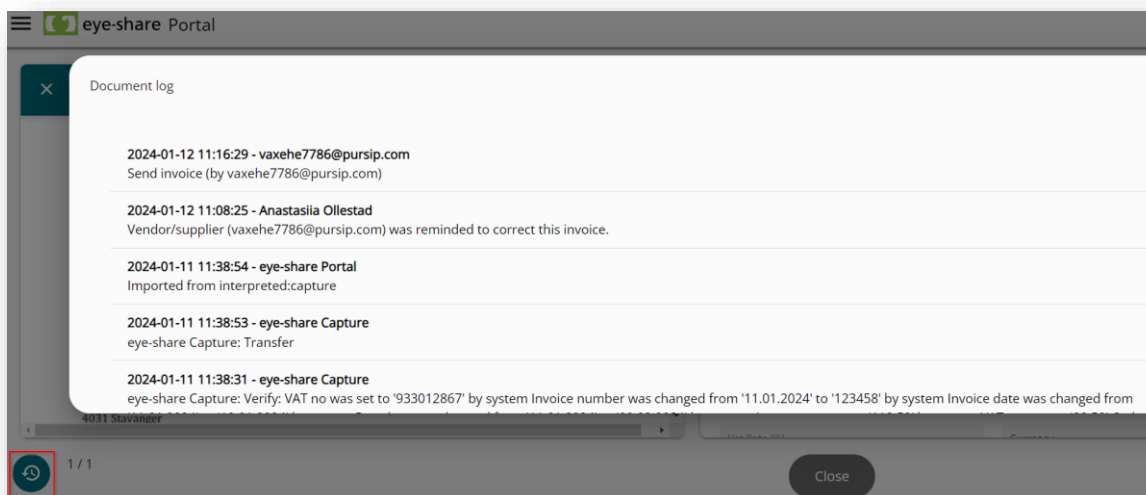 eye-share Portal
Document log
2024-01-12 11:16:29 - vaxehe7786@pursip.com
Send invoice (by vaxehe7786@pursip.com)
2024-01-12 11:08:25 - Anastasiia Ollestad
Vendor/supplier (vaxehe7786@pursip.com) was reminded to correct this invoice.
2024-01-11 11:38:54 - eye-share Portal
Imported from interpreted:capture
2024-01-11 11:38:53 - eye-share Capture
eye-share Capture: Transfer
2024-01-11 11:38:31 - eye-share Capture
eye-share Capture: Verify: VAT no was set to '933012867' by system Invoice number was changed from '11.01.2024' to '123458' by system Invoice date was changed from
4031 Stavanger
1 / 1
Close